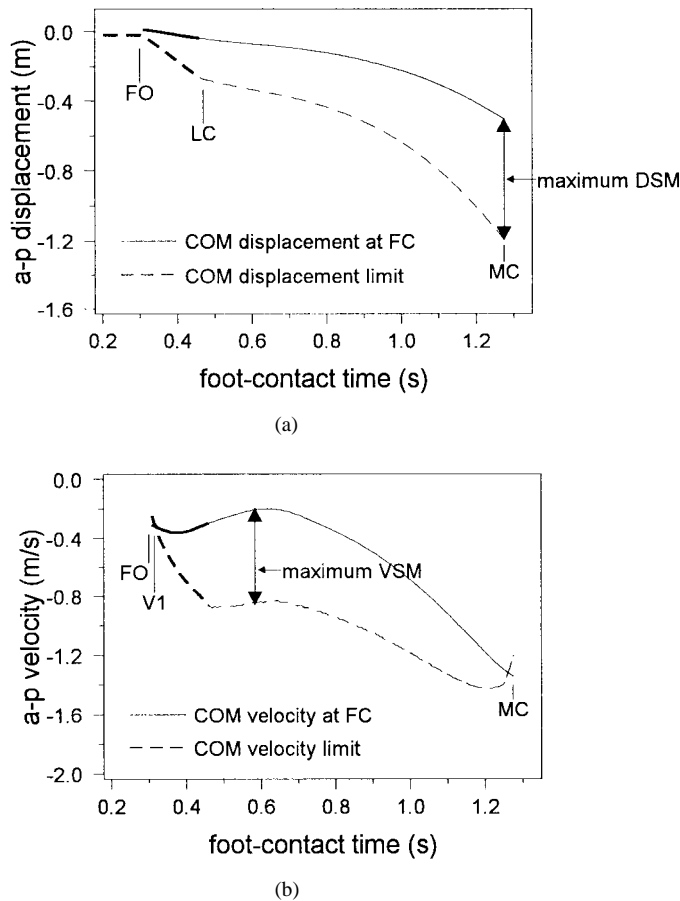 a-p displacement (m)
0.0
-0.4
-0.8
-1.2
-1.6
FO
LC
maximum DSM
MC
COM displacement at FC
COM displacement limit
0.2 0.4 0.6 0.8 1.0 1.2
foot-contact time (s)
(a)
a-p velocity (m/s)
0.0
-0.4
-0.8
-1.2
-1.6
-2.0
FO
V1
maximum VSM
MC
COM velocity at FC
COM velocity limit
0.2 0.4 0.6 0.8 1.0 1.2
foot-contact time (s)
(b)